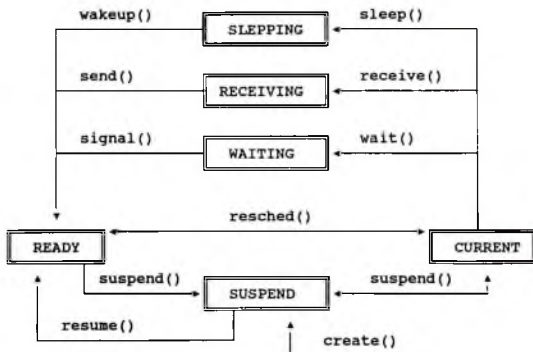 wakeup()
SLEPPING
sleep()
send()
RECEIVING
receive()
signal()
WAITING
wait()
resched()
READY
CURRENT
suspend()
SUSPEND
suspend()
resume()
create()